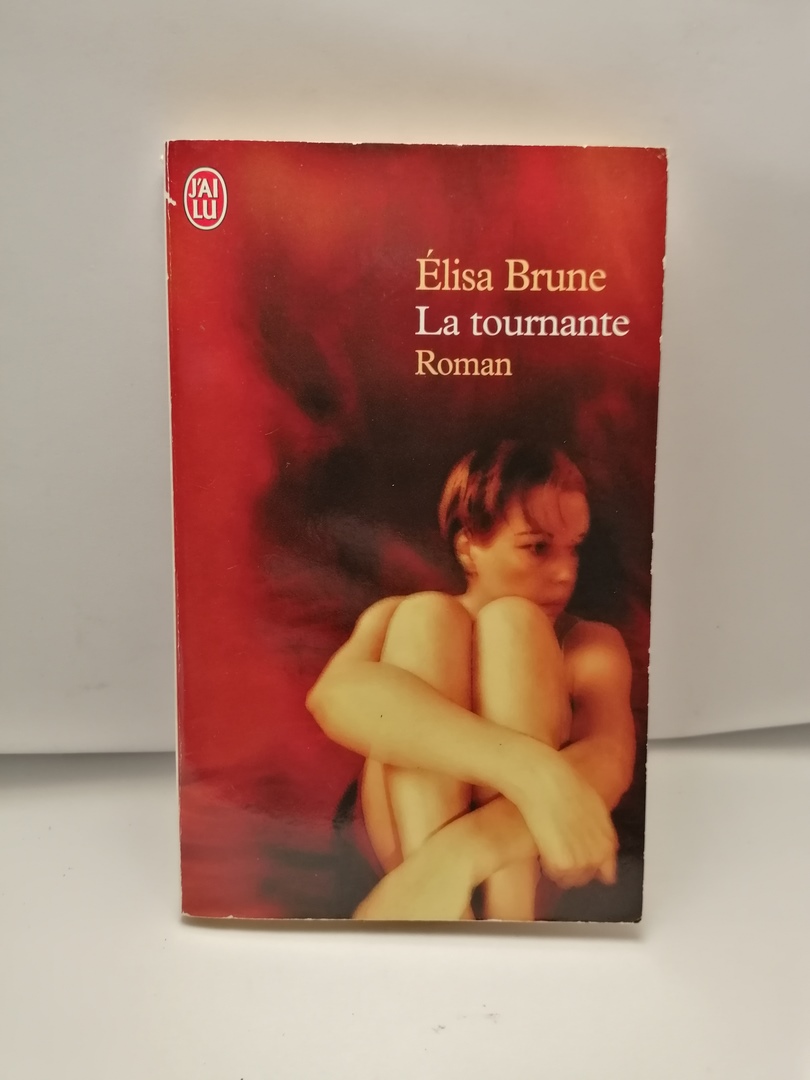 J'AI
LU
Élisa Brune
La tournante
Roman